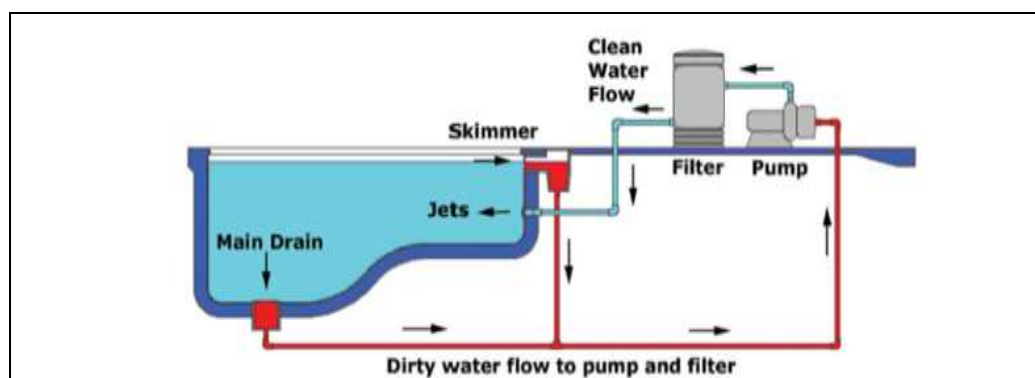 Clean
Water
Flow
Skimmer
Filter
Pump
Jets
Main Drain
Dirty water flow to pump and filter